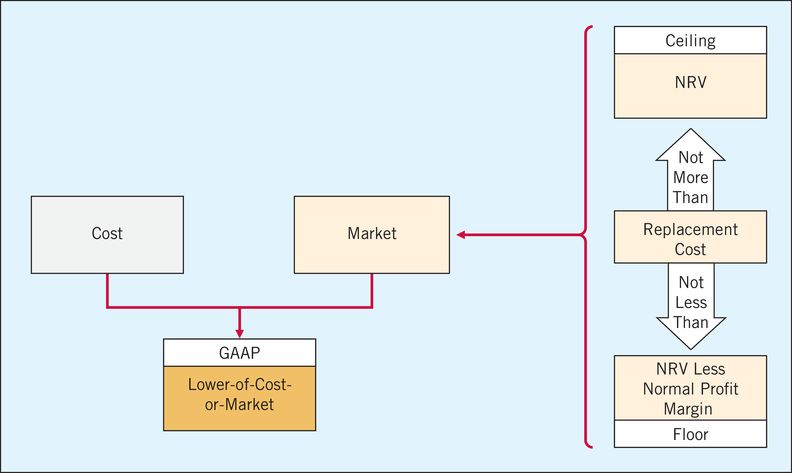 Ceiling
NRV
Not
More
Than
Cost
Market
Replacement
Cost
Not
Less
Than
GAAP
Lower-of-Cost-
or-Market
NRV Less
Normal Profit
Margin
Floor